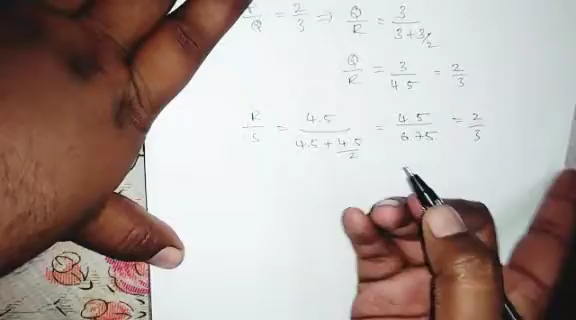 P/Q = 2/3 ⇒ Q/R = 3/(3+3/2)
Q/R = 3/4.5 = 2/3
R/S = 4.5/(4.5+4.5/2) = 4.5/6.75 = 2/3